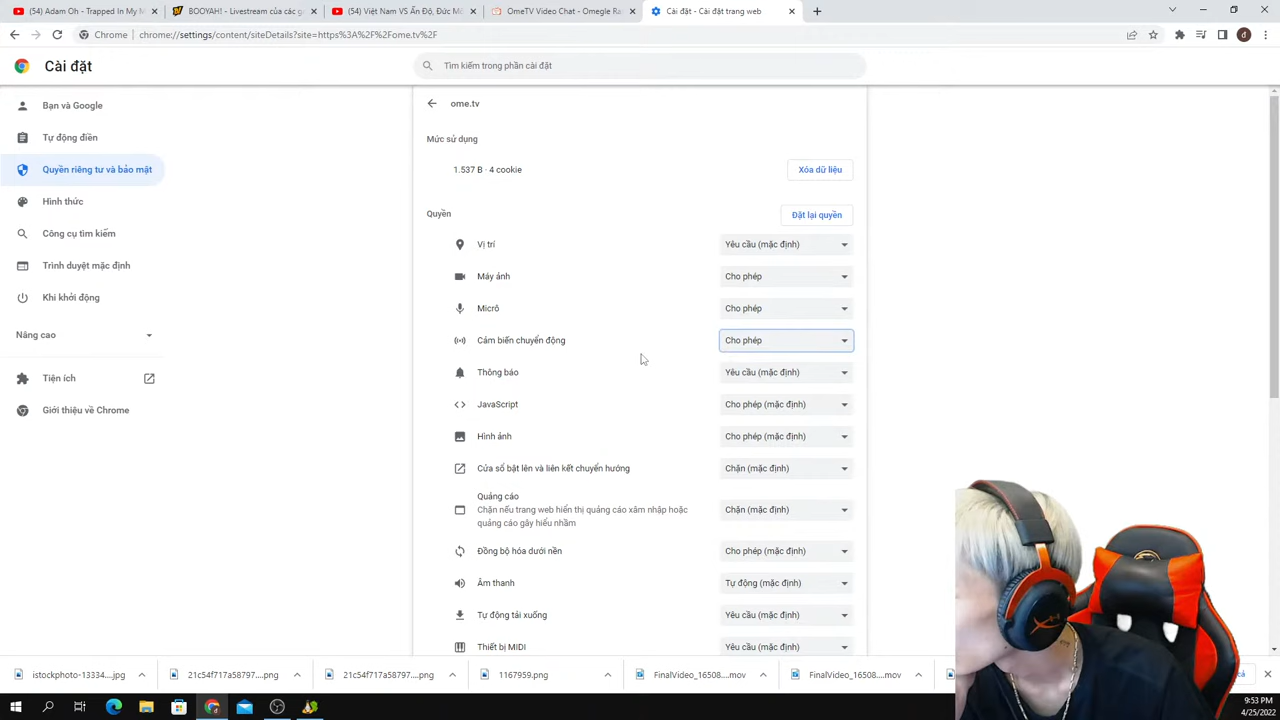 (54) Adam Oh - Trapped In My M
BOOYAH! - Livestream của các g
(54) Việt Nam VS Ấn Độ, Đức M
OmeTV Video Chat - Omegle Ra
Cài đặt - Cài đặt trang web
Chrome | chrome://settings/content/siteDetails?site=https%3A%2F%2Fome.tv%2F
Cài đặt
Tìm kiếm trong phần cài đặt
Bạn và Google
Tự động điền
Quyền riêng tư và bảo mật
Hình thức
Công cụ tìm kiếm
Trình duyệt mặc định
Khi khởi động
Nâng cao
Tiện ích
Giới thiệu về Chrome
ome.tv
Mức sử dụng
1.537 B · 4 cookie
Xóa dữ liệu
Quyền
Đặt lại quyền
Vị trí
Yêu cầu (mặc định)
Máy ảnh
Cho phép
Micrô
Cho phép
Cảm biến chuyển động
Cho phép
Thông báo
Yêu cầu (mặc định)
JavaScript
Cho phép (mặc định)
Hình ảnh
Cho phép (mặc định)
Cửa sổ bật lên và liên kết chuyển hướng
Chặn (mặc định)
Quảng cáo
Chặn nếu trang web hiển thị quảng cáo xâm nhập hoặc
quảng cáo gây hiểu nhầm
Chặn (mặc định)
Đồng bộ hóa dưới nền
Cho phép (mặc định)
Âm thanh
Tự động (mặc định)
Tự động tải xuống
Yêu cầu (mặc định)
Thiết bị MIDI
Yêu cầu (mặc định)
istockphoto-13334....jpg
21c54f717a58797....png
21c54f717a58797....png
1167959.png
FinalVideo_16508....mov
FinalVideo_16508....mov
9:53 PM
4/25/2022